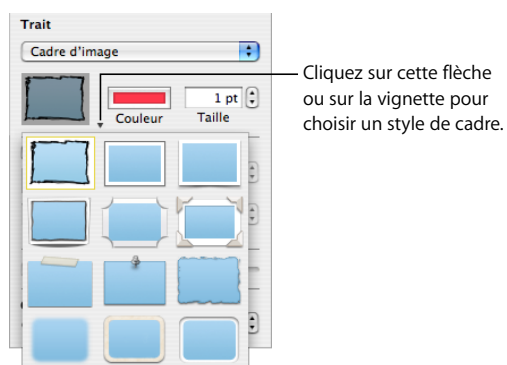 Trait
Cadre d'image
1 pt
Couleur
Taille
Cliquez sur cette flèche
ou sur la vignette pour
choisir un style de cadre.